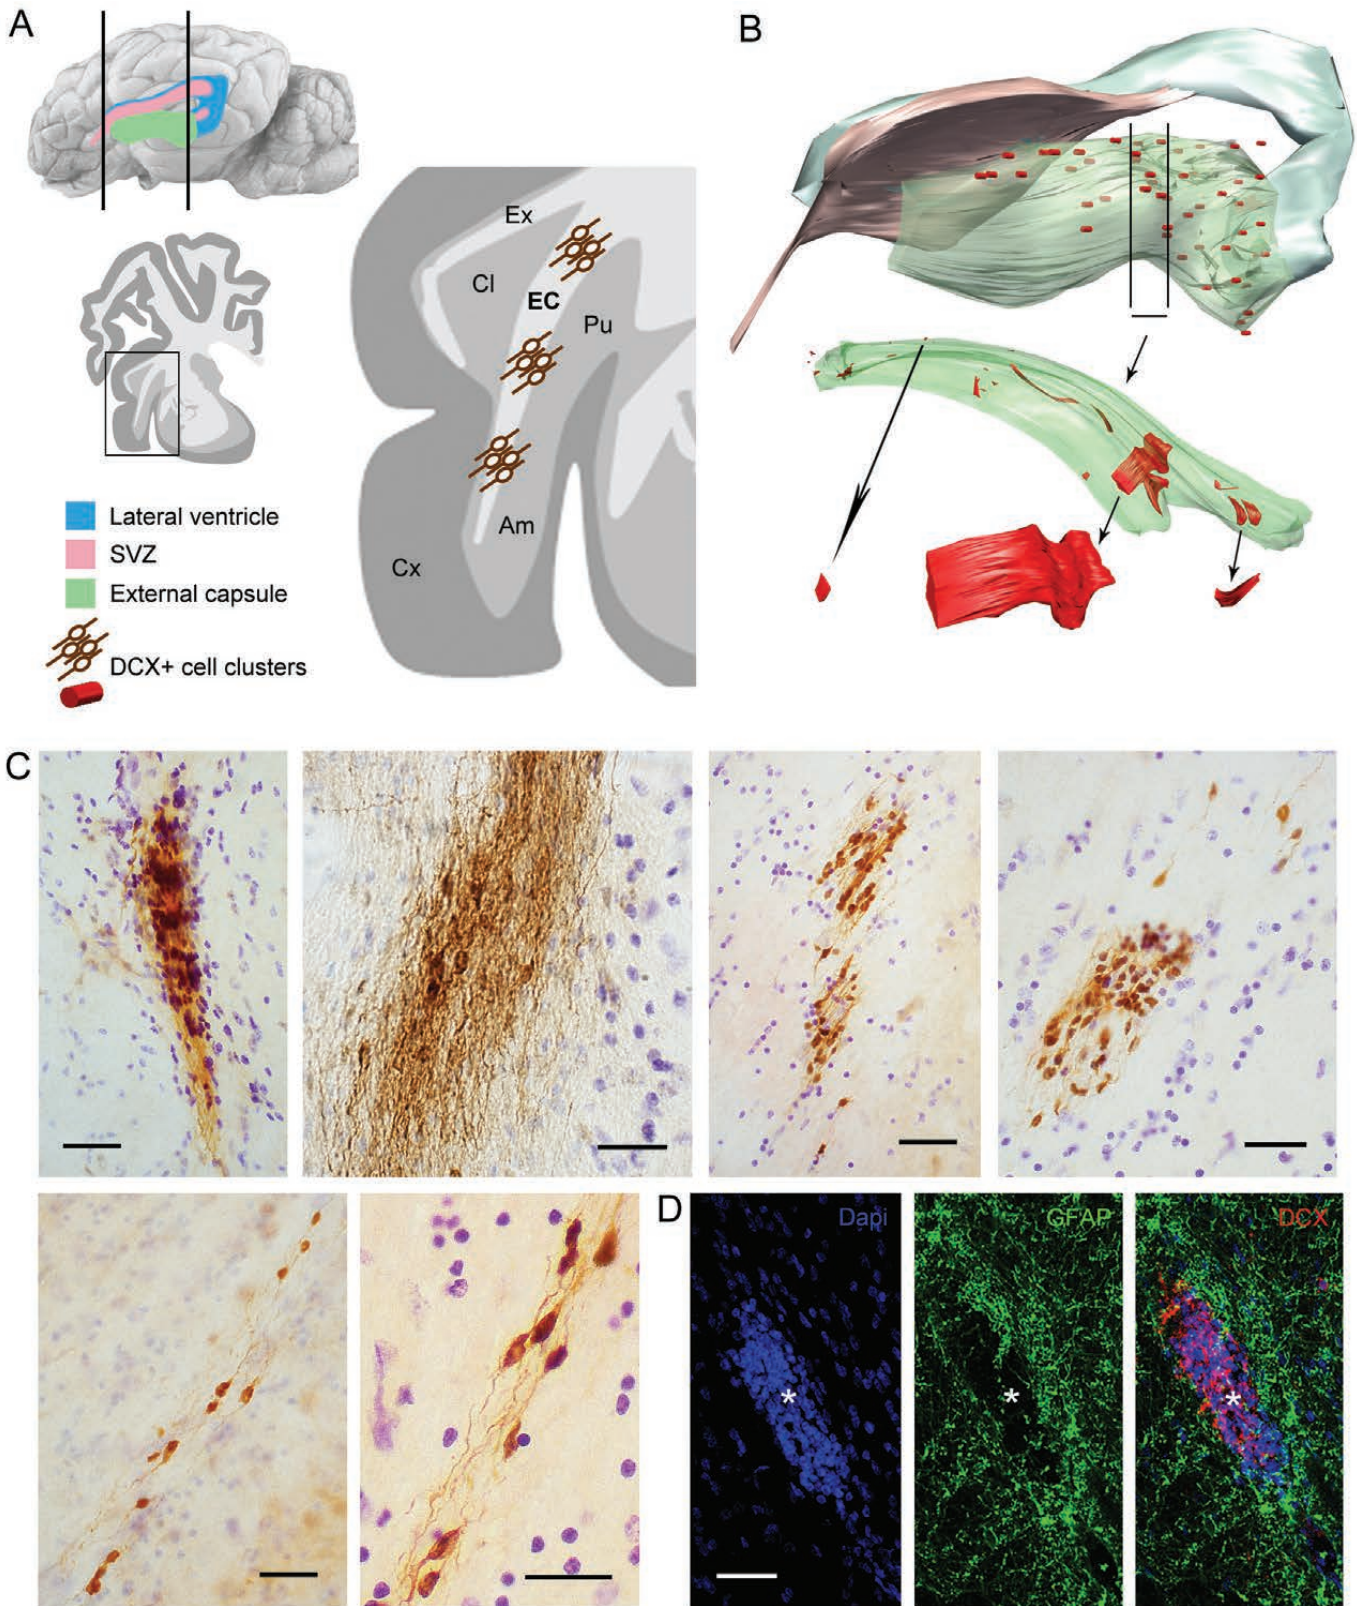 A
B
Ex
Cl
EC
Pu
Am
Cx
Lateral ventricle
SVZ
External capsule
DCX+ cell clusters
C
D
Dapi
GFAP
DCX